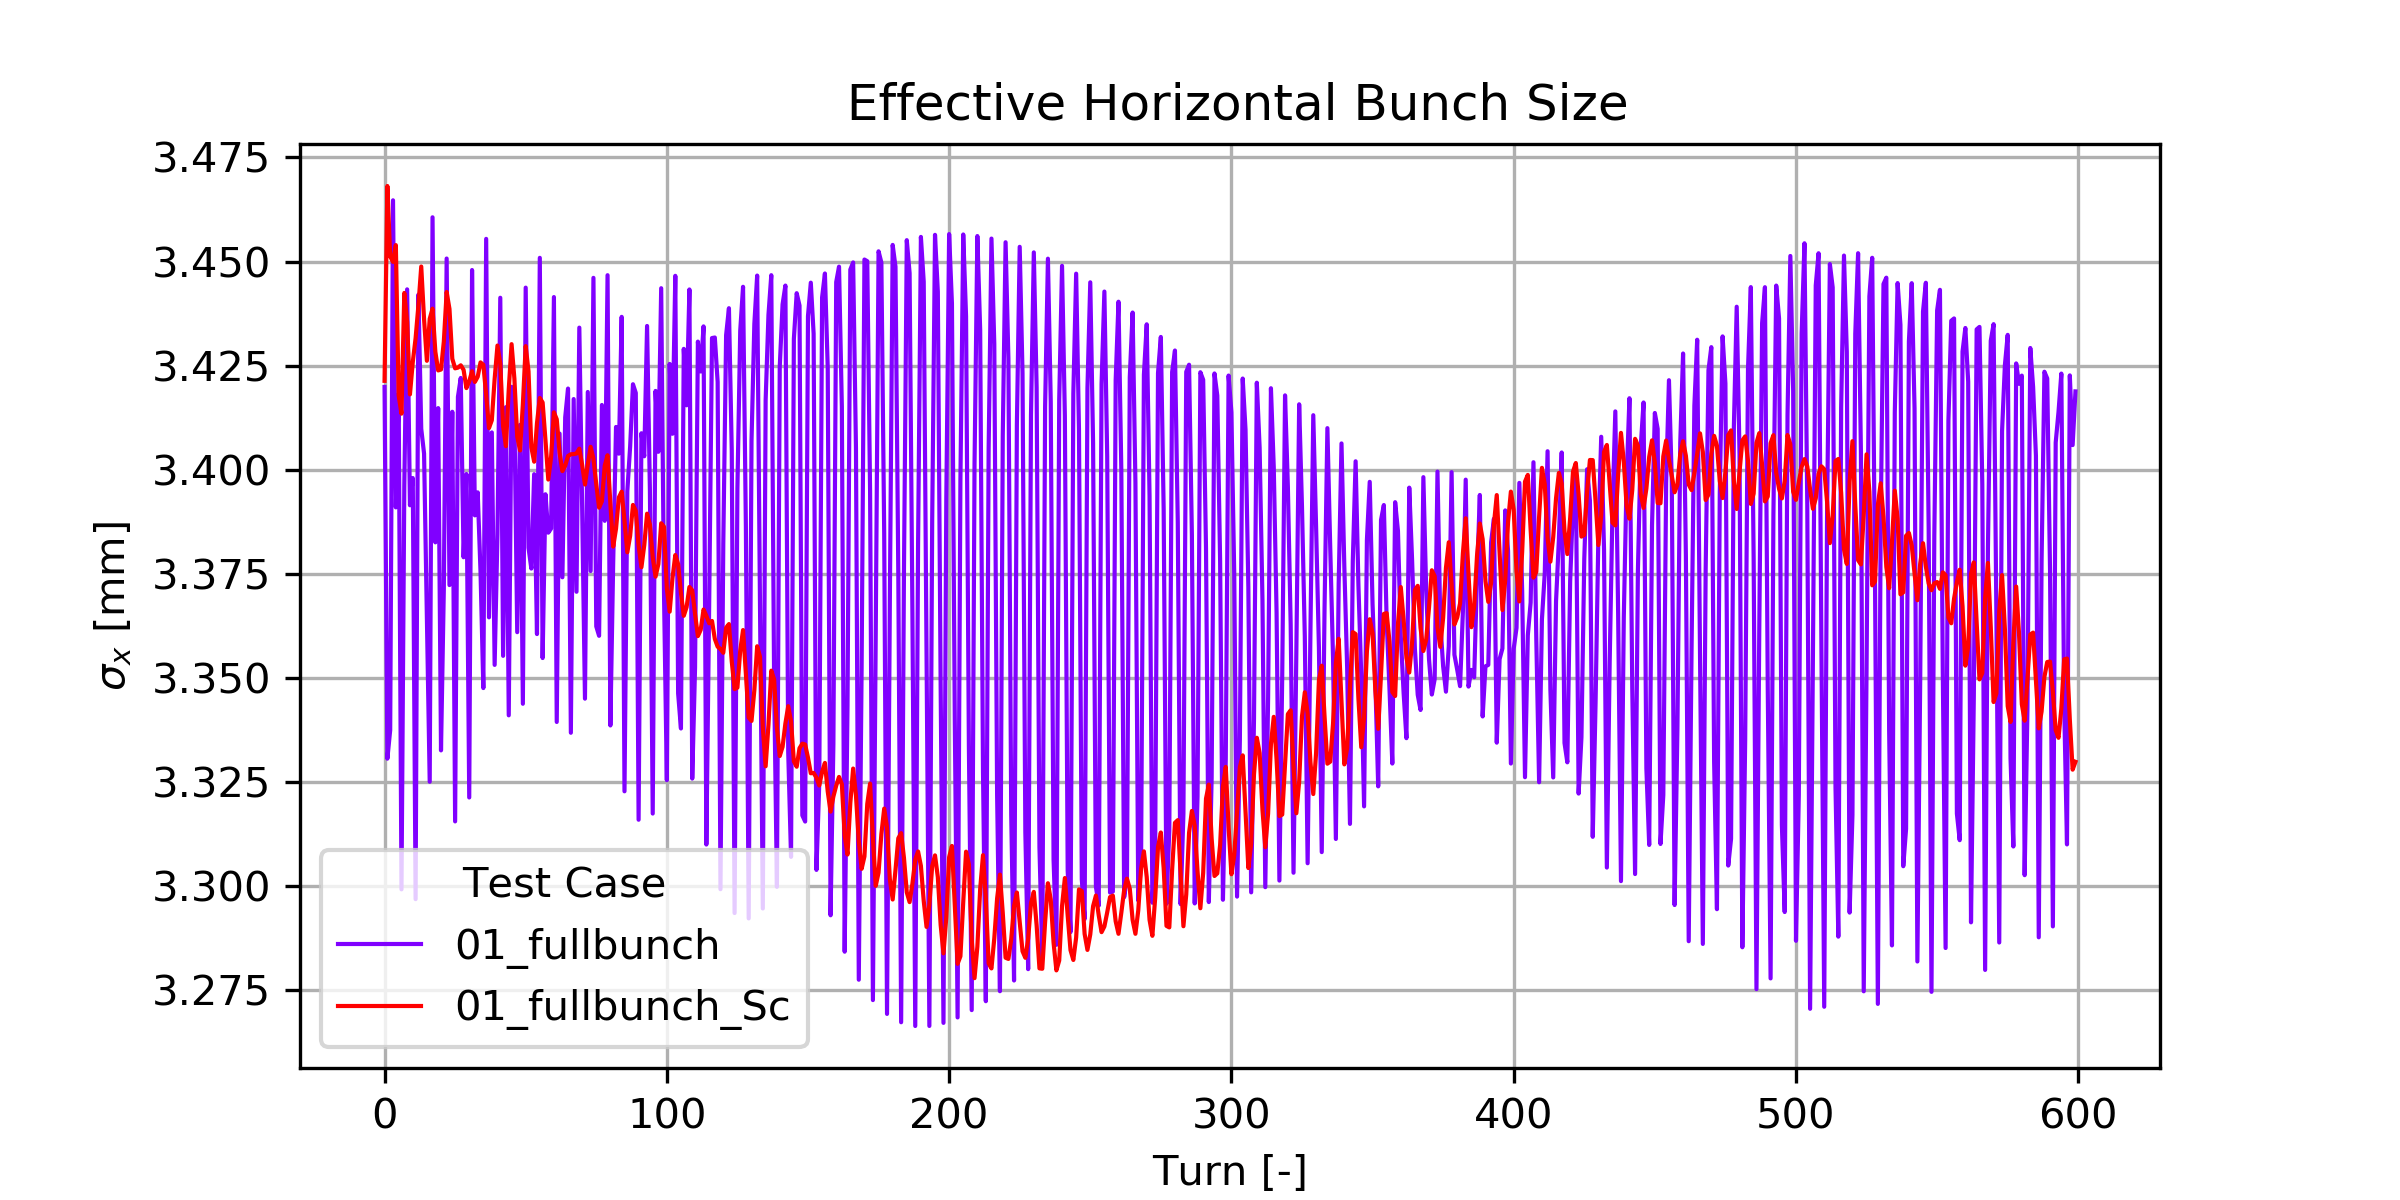 Effective Horizontal Bunch Size
3.475
3.450
3.425
3.400
3.375
3.350
3.325
3.300
3.275
σx [mm]
Test Case
01_fullbunch
01_fullbunch_Sc
0 100 200 300 400 500 600
Turn [-]